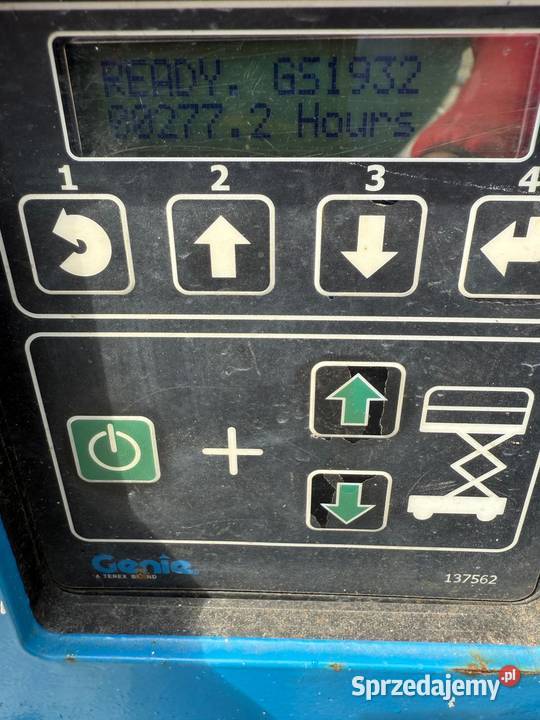 READY. GS1932
00277.2 Hours
1 2 3 4
Genie
A TEREX BRAND
137562
Sprzedajemy.pl